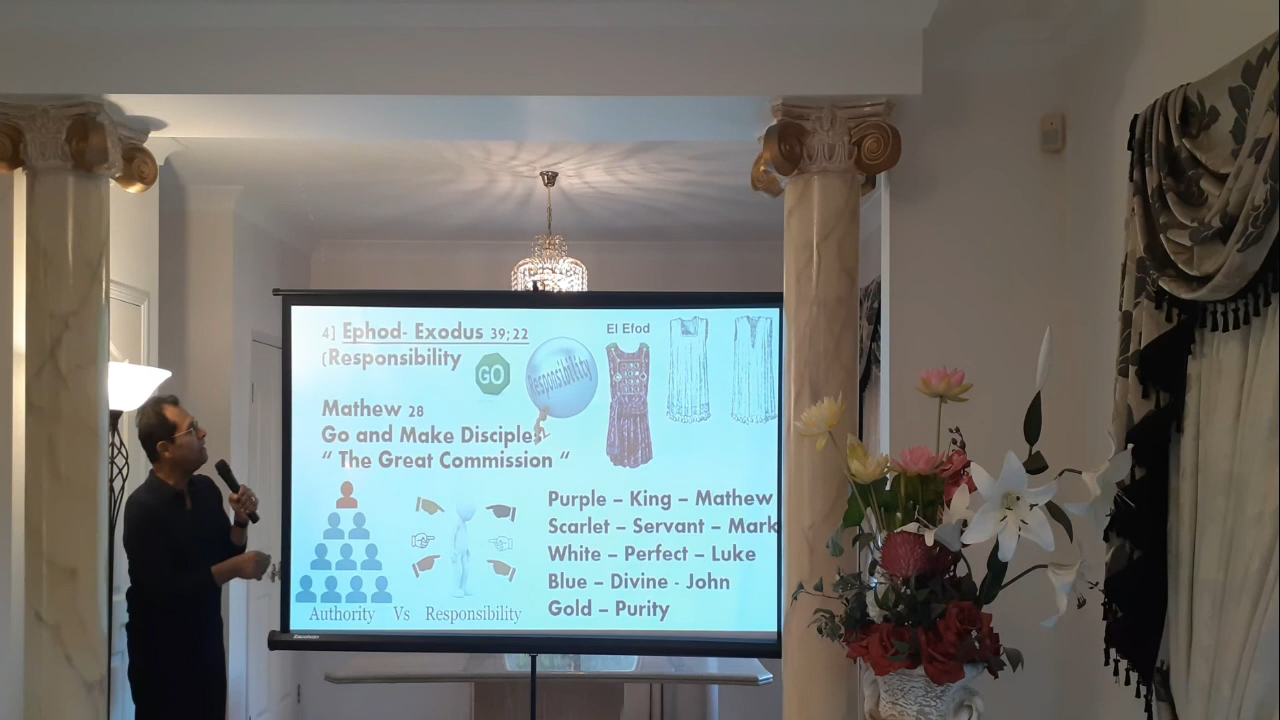 4] Ephod- Exodus 39;22
(Responsibility
GO
Responsibility
El Efod
Mathew 28
Go and Make Disciples
“ The Great Commission “
Authority Vs Responsibility
Purple – King – Mathew
Scarlet – Servant – Mark
White – Perfect – Luke
Blue – Divine - John
Gold – Purity